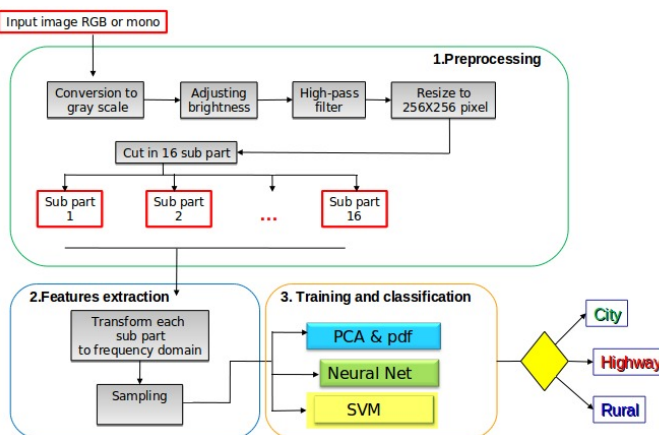 Input image RGB or mono
1.Preprocessing
Conversion to
gray scale
Adjusting
brightness
High-pass
filter
Resize to
256X256 pixel
Cut in 16 sub part
Sub part
1
Sub part
2
...
Sub part
16
2.Features extraction
Transform each
sub part
to frequency domain
Sampling
3. Training and classification
PCA & pdf
Neural Net
SVM
City
Highway
Rural